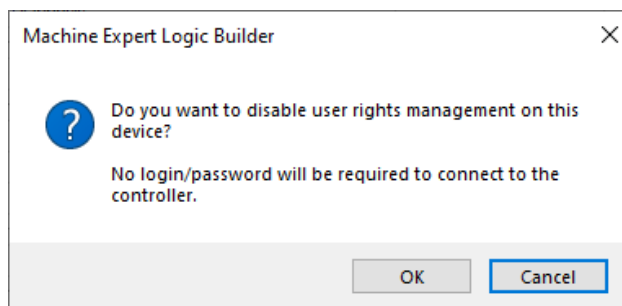 Machine Expert Logic Builder
Do you want to disable user rights management on this
device?
No login/password will be required to connect to the
controller.
OK
Cancel